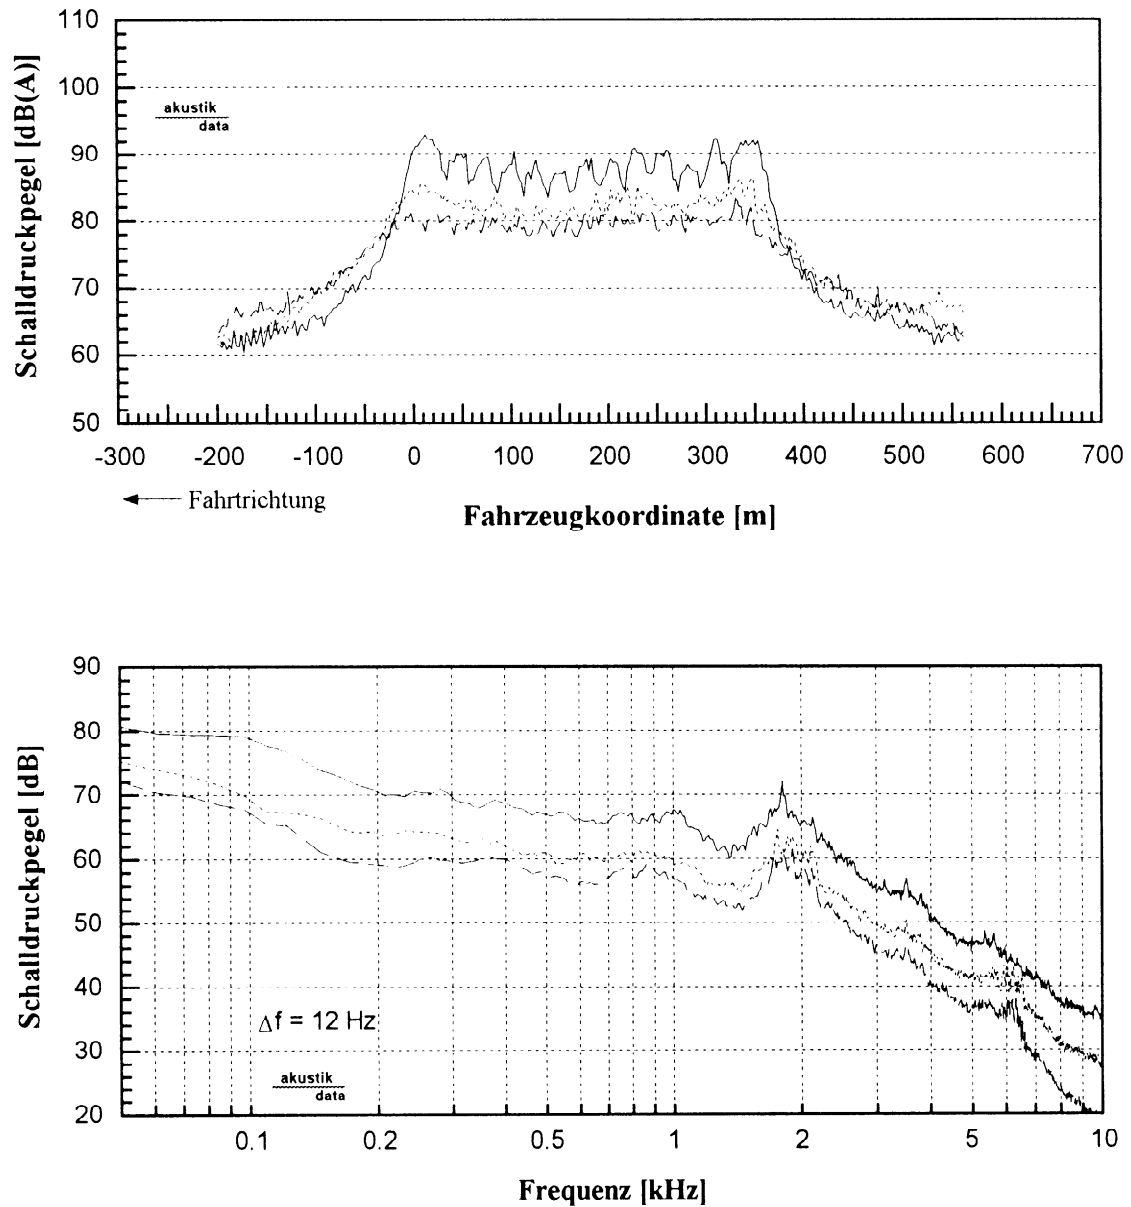 110
100
90
80
70
60
50
Schalldruckpegel [dB(A)]
akustik
data
-300 -200 -100 0 100 200 300 400 500 600 700
Fahrtrichtung
Fahrzeugkoordinate [m]
90
80
70
60
50
40
30
20
Schalldruckpegel [dB]
Δf = 12 Hz
akustik
data
0.1 0.2 0.5 1 2 5 10
Frequenz [kHz]